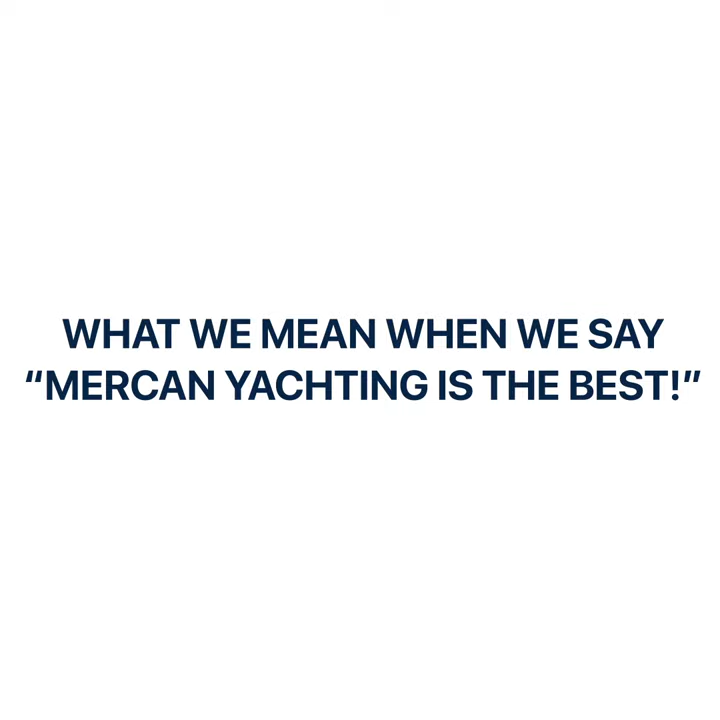 WHAT WE MEAN WHEN WE SAY
“MERCAN YACHTING IS THE BEST!”